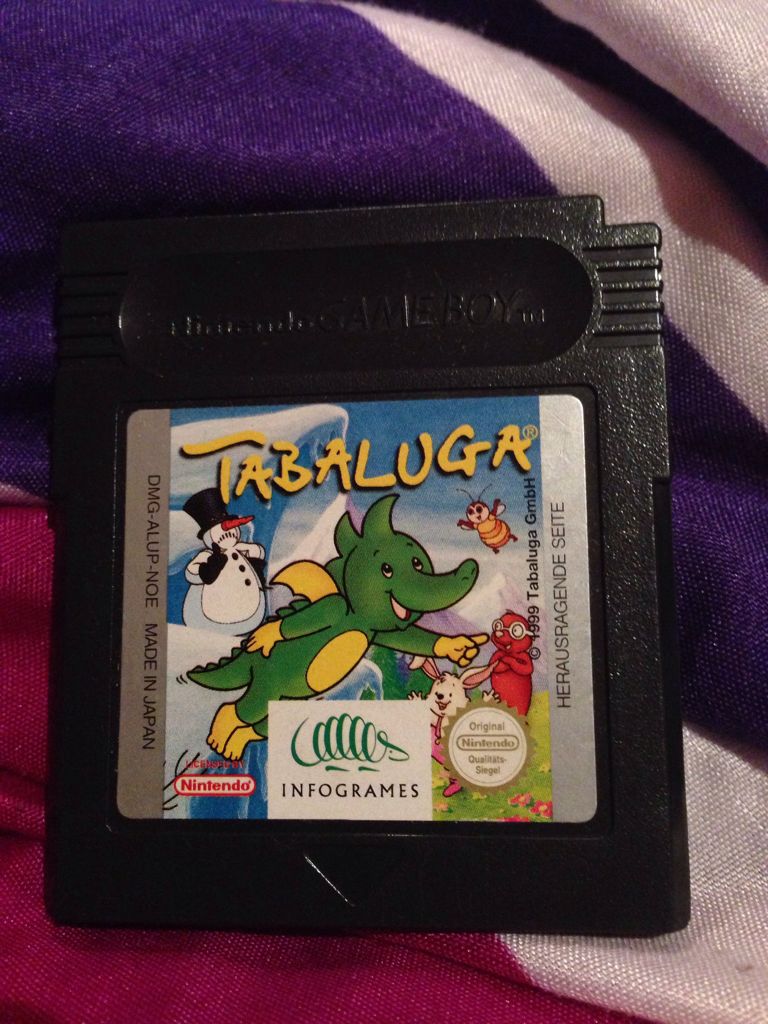 Nintendo GAME BOY TM
TABALUGA®
DMG-ALUP-NOE MADE IN JAPAN
© 1999 Tabaluga GmbH
HERAUSRAGENDE SEITE
LICENSED BY
Nintendo®
INFOGRAMES
Original
Nintendo
Qualitäts-
Siegel